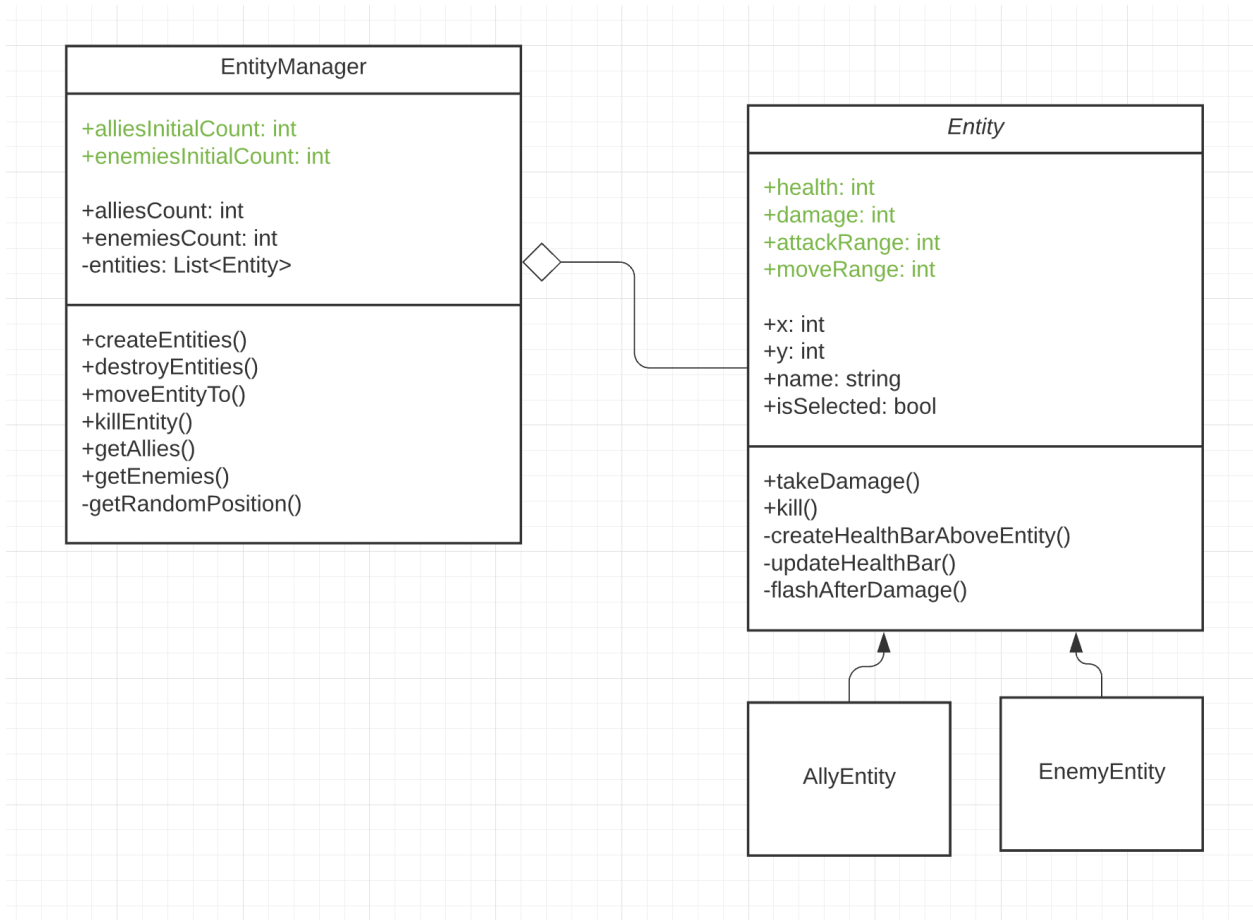 EntityManager
+alliesInitialCount: int
+enemiesInitialCount: int
+alliesCount: int
+enemiesCount: int
-entities: List<Entity>
+createEntities()
+destroyEntities()
+moveEntityTo()
+killEntity()
+getAllies()
+getEnemies()
-getRandomPosition()
Entity
+health: int
+damage: int
+attackRange: int
+moveRange: int
+x: int
+y: int
+name: string
+isSelected: bool
+takeDamage()
+kill()
-createHealthBarAboveEntity()
-updateHealthBar()
-flashAfterDamage()
AllyEntity
EnemyEntity